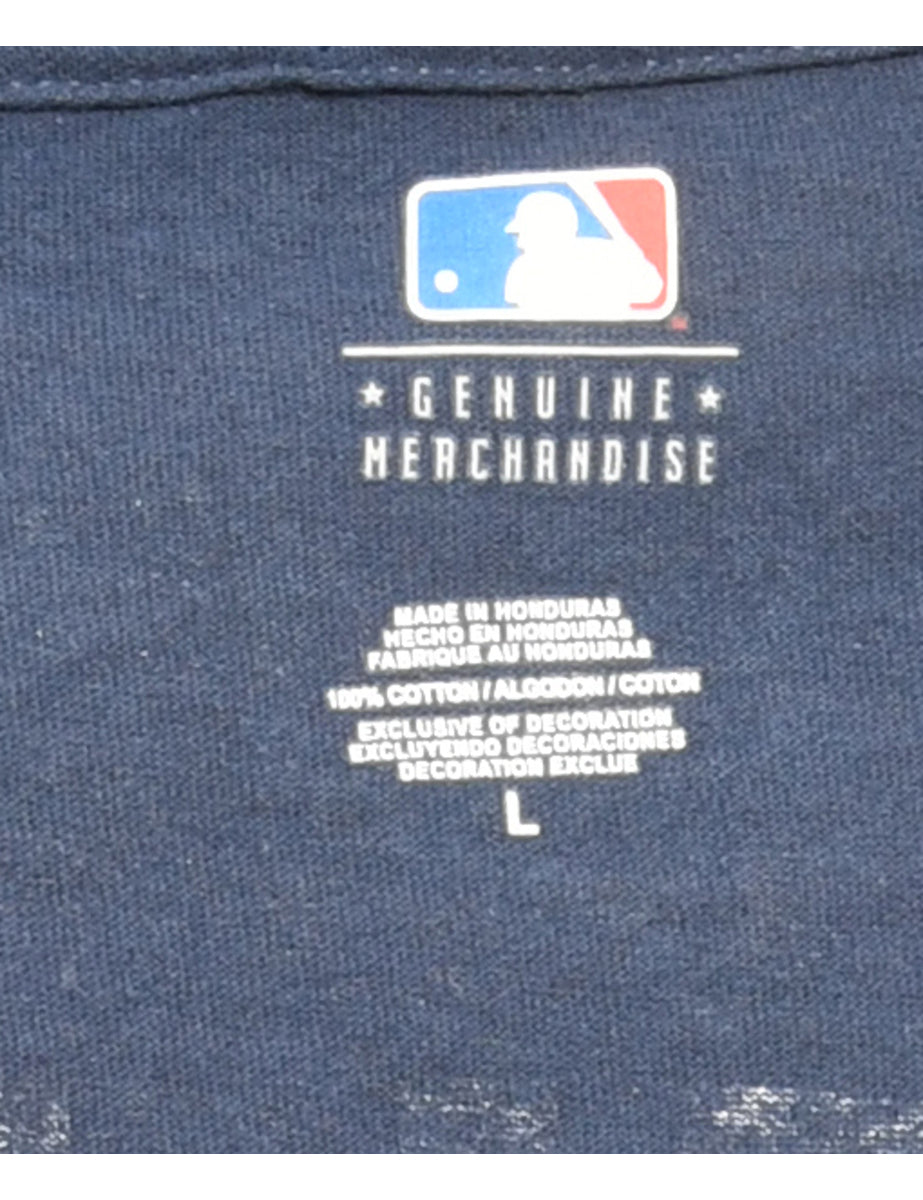 ★ GENUINE ★
MERCHANDISE
MADE IN HONDURAS
HECHO EN HONDURAS
FABRIQUE AU HONDURAS
100% COTTON / ALGODON / COTON
EXCLUSIVE OF DECORATION
EXCLUYENDO DECORACIONES
DECORATION EXCLUE
L